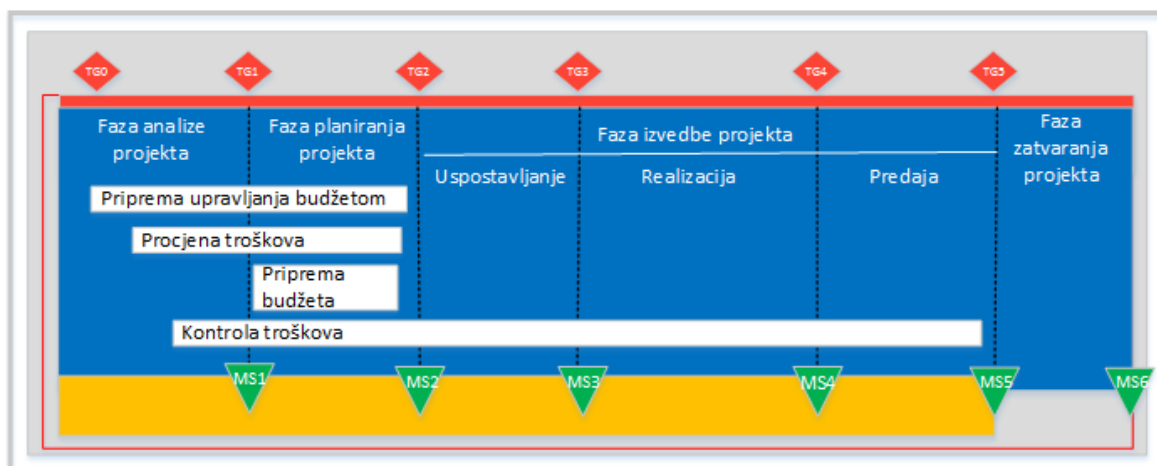 TG0 TG1 TG2 TG3 TG4 TG5
Faza analize
projekta
Faza planiranja
projekta
Faza izvedbe projekta
Uspostavljanje Realizacija Predaja
Faza
zatvaranja
projekta
Priprema upravljanja budžetom
Procjena troškova
Priprema
budžeta
Kontrola troškova
MS1 MS2 MS3 MS4 MS5 MS6